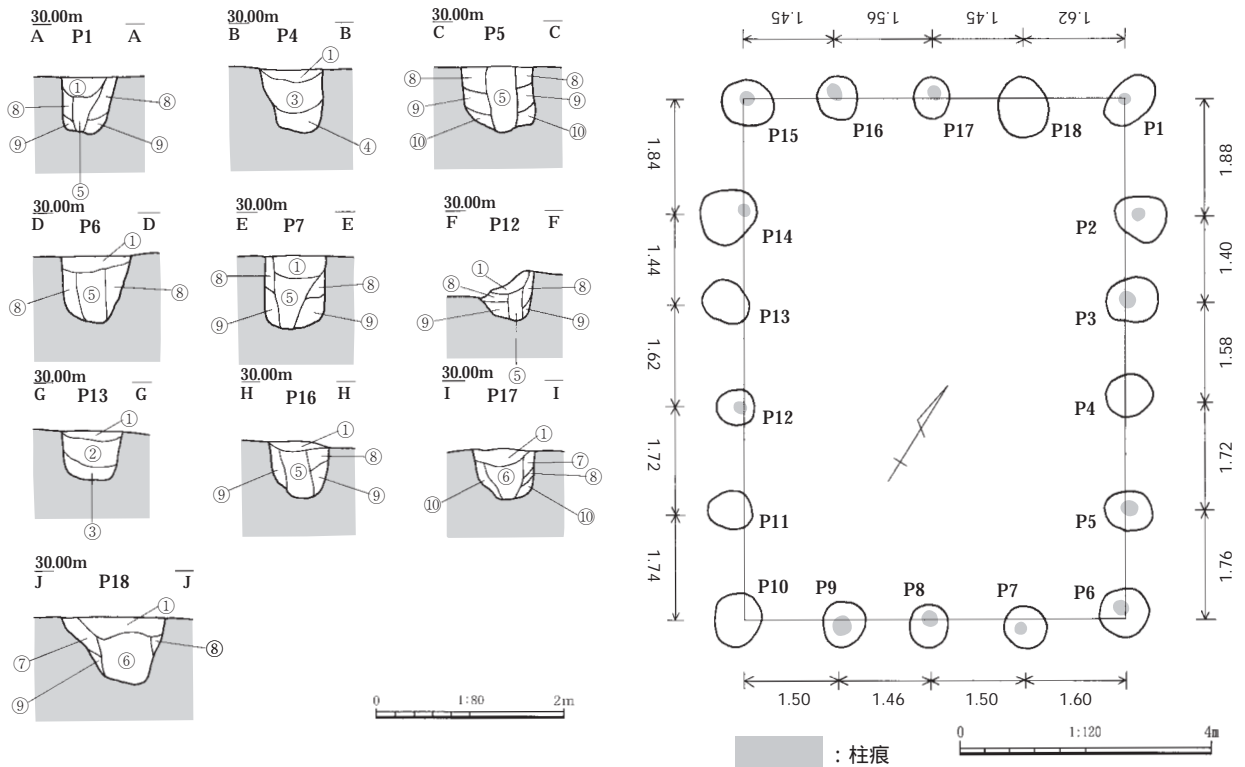 30.00m
A P1 A
①
⑧ ⑧
⑨ ⑨
⑤
30.00m
B P4 B
①
③
④
30.00m
C P5 C
⑧ ⑧
⑨ ⑤ ⑨
⑩ ⑩
30.00m
D P6 D
①
⑧ ⑤ ⑧
30.00m
E P7 E
①
⑧ ⑧
⑤
⑨ ⑨
30.00m
F P12 F
①
⑧ ⑧
⑨ ⑨
⑤
30.00m
G P13 G
①
②
③
30.00m
H P16 H
①
⑤ ⑧
⑨ ⑨
30.00m
I P17 I
①
⑦
⑥ ⑧
⑩ ⑩
30.00m
J P18 J
①
⑦ ⑥ ⑧
⑨
0 1:80 2m
1.45 1.56 1.45 1.62
P15 P16 P17 P18 P1
1.84 1.88
P14 P2
1.44 1.40
P13 P3
1.62 1.58
P12 P4
1.72 1.72
P11 P5
1.74 1.76
P10 P9 P8 P7 P6
1.50 1.46 1.50 1.60
：柱痕
0 1:120 4m